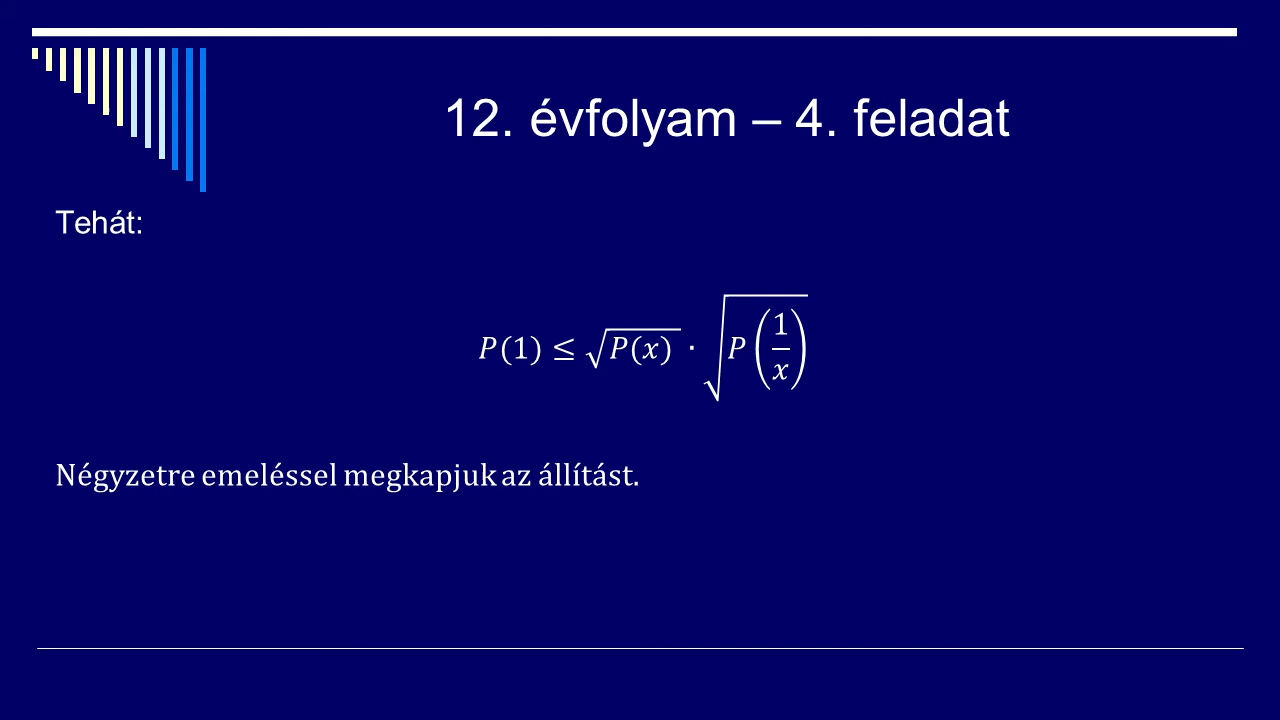 12. évfolyam – 4. feladat
Tehát:
𝑃(1) ≤ √𝑃(𝑥) ∙ √𝑃(1/𝑥)
Négyzetre emeléssel megkapjuk az állítást.